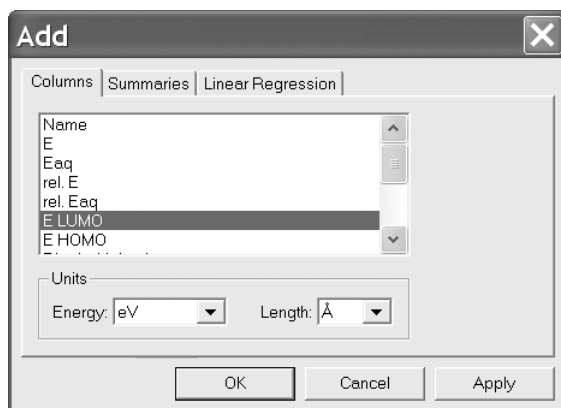 Add
Columns Summaries Linear Regression
Name
E
Eaq
rel. E
rel. Eaq
E LUMO
E HOMO
Units
Energy: eV Length: Å
OK Cancel Apply